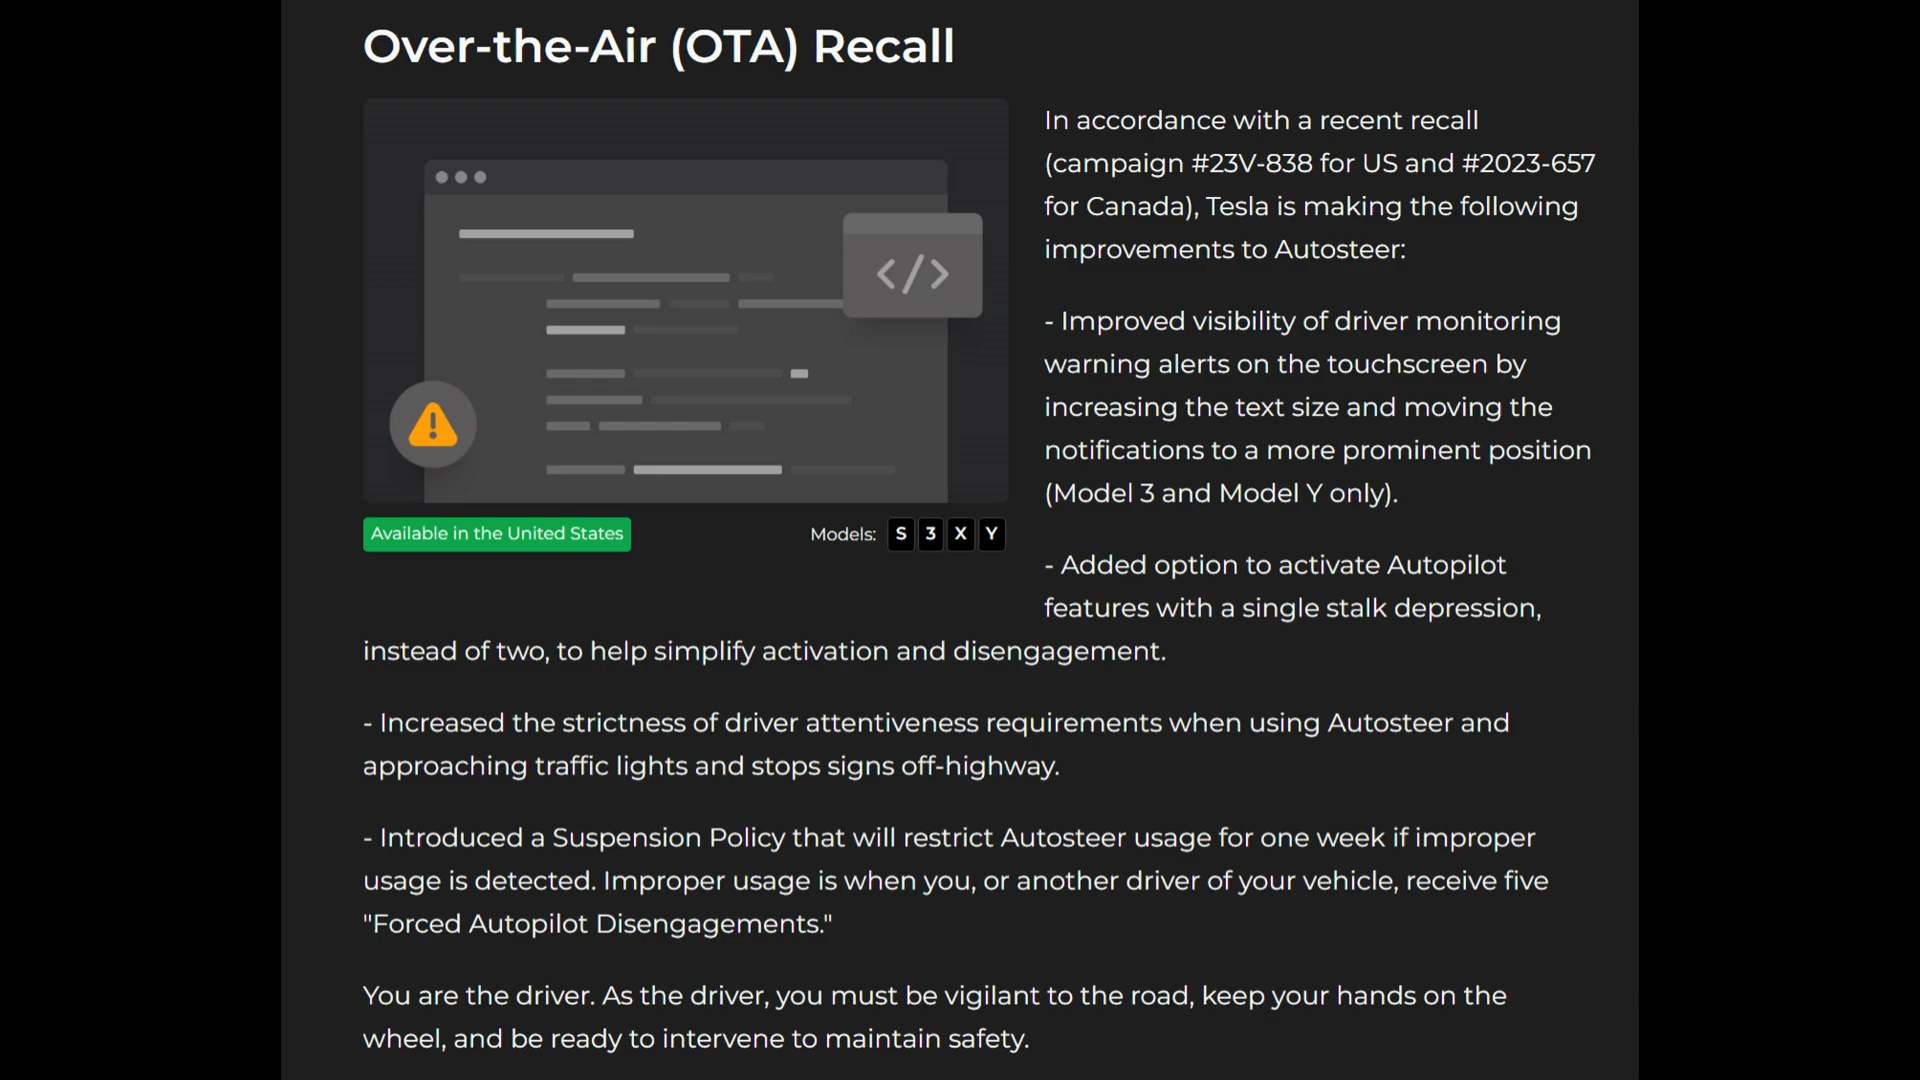 Over-the-Air (OTA) Recall
</>
Available in the United States
Models: S 3 X Y
In accordance with a recent recall
(campaign #23V-838 for US and #2023-657
for Canada), Tesla is making the following
improvements to Autosteer:
- Improved visibility of driver monitoring
warning alerts on the touchscreen by
increasing the text size and moving the
notifications to a more prominent position
(Model 3 and Model Y only).
- Added option to activate Autopilot
features with a single stalk depression,
instead of two, to help simplify activation and disengagement.
- Increased the strictness of driver attentiveness requirements when using Autosteer and
approaching traffic lights and stops signs off-highway.
- Introduced a Suspension Policy that will restrict Autosteer usage for one week if improper
usage is detected. Improper usage is when you, or another driver of your vehicle, receive five
"Forced Autopilot Disengagements."
You are the driver. As the driver, you must be vigilant to the road, keep your hands on the
wheel, and be ready to intervene to maintain safety.